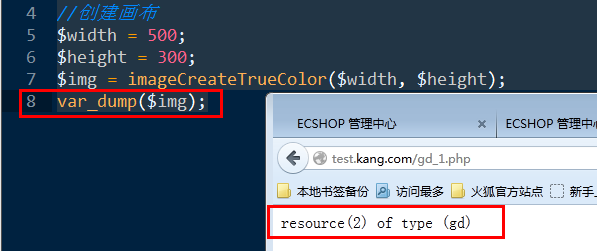 4 //创建画布
5 $width = 500;
6 $height = 300;
7 $img = imageCreateTrueColor($width, $height);
8 var_dump($img);
ECSHOP 管理中心 × ECSHOP 管理中心
test.kang.com/gd_1.php
本地书签备份 访问最多 火狐官方站点 新手
resource(2) of type (gd)